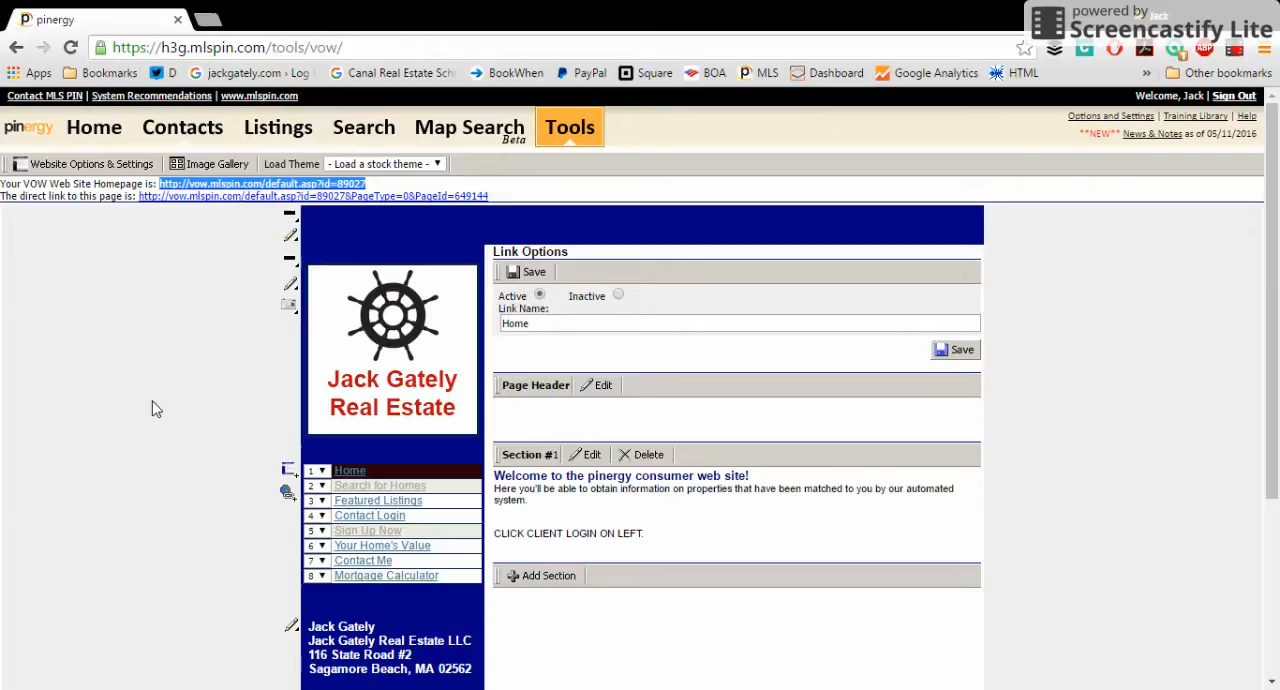 pinergy ×
powered by
Screencastify Lite
https://h3g.mlspin.com/tools/vow/
Apps Bookmarks D jackgately.com › Log Canal Real Estate Sch BookWhen PayPal Square BOA MLS Dashboard Google Analytics HTML » Other bookmarks
Contact MLS PIN | System Recommendations | www.mlspin.com Welcome, Jack | Sign Out
pinergy Home Contacts Listings Search Map Search Beta Tools
Options and Settings | Training Library | Help
**NEW** News & Notes as of 05/11/2016
Website Options & Settings Image Gallery Load Theme - Load a stock theme -
Your VOW Web Site Homepage is: http://vow.mlspin.com/default.asp?id=89027
The direct link to this page is: http://vow.mlspin.com/default.asp?id=89027&PageType=0&PageId=649144
Link Options
Save
Active Inactive
Link Name:
Home
Save
Jack Gately
Real Estate
Page Header Edit
Section #1 Edit Delete
Welcome to the pinergy consumer web site!
Here you'll be able to obtain information on properties that have been matched to you by our automated
system.
CLICK CLIENT LOGIN ON LEFT.
Add Section
1 Home
2 Search for Homes
3 Featured Listings
4 Contact Login
5 Sign Up Now
6 Your Home's Value
7 Contact Me
8 Mortgage Calculator
Jack Gately
Jack Gately Real Estate LLC
116 State Road #2
Sagamore Beach, MA 02562